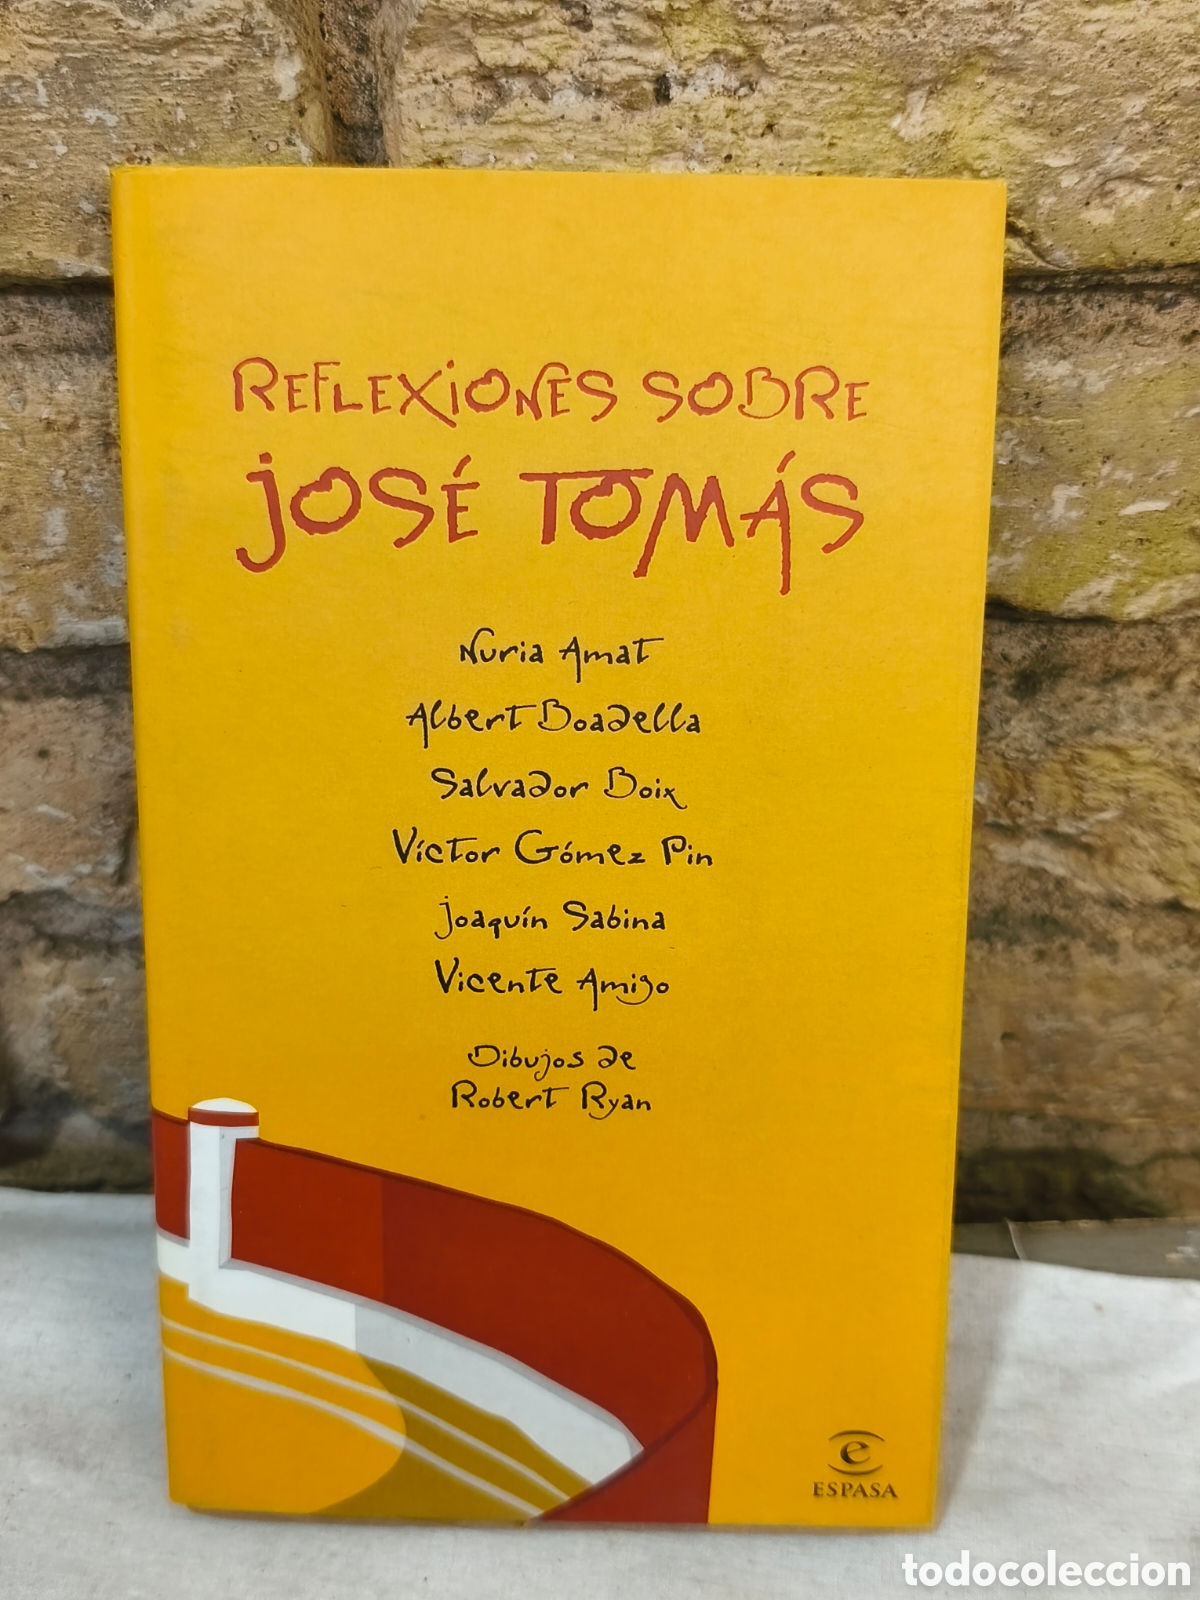 REFLEXIONES SOBRE
JOSÉ TOMÁS
Nuria Amat
Albert Boadella
Salvador Boix
Víctor Gómez Pin
Joaquín Sabina
Vicente Amigo
Dibujos de
Robert Ryan
e
ESPASA
todocoleccion